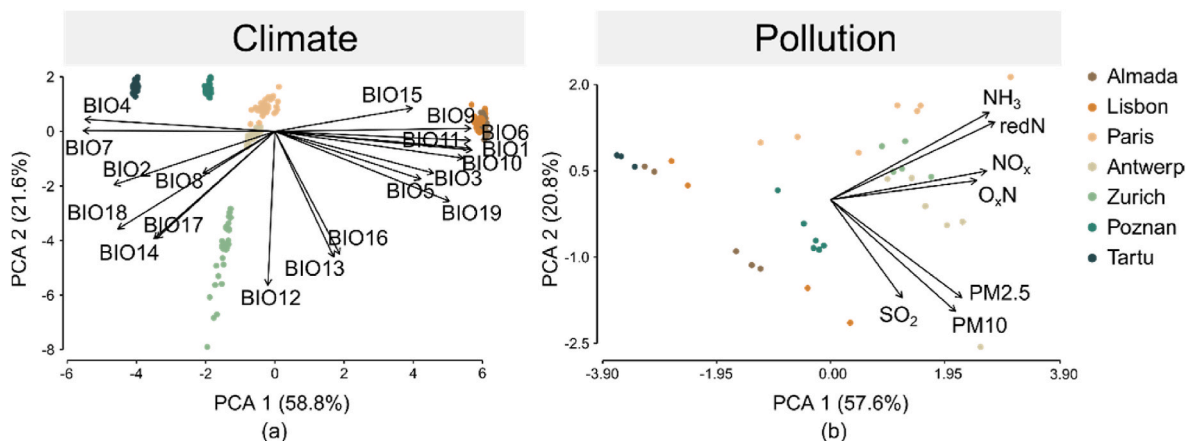 Climate
Pollution
PCA 2 (21.6%)
2
0
-2
-4
-6
-8
-6
-4
-2
0
2
4
6
PCA 1 (58.8%)
(a)
BIO4
BIO15
BIO9
BIO6
BIO11
BIO1
BIO7
BIO10
BIO2
BIO8
BIO3
BIO5
BIO18
BIO19
BIO17
BIO14
BIO16
BIO13
BIO12
PCA 2 (20.8%)
2.0
0.5
-1.0
-2.5
-3.90
-1.95
0.00
1.95
3.90
PCA 1 (57.6%)
(b)
NH₃
redN
NOₓ
OₓN
PM2.5
SO₂
PM10
Almada
Lisbon
Paris
Antwerp
Zurich
Poznan
Tartu